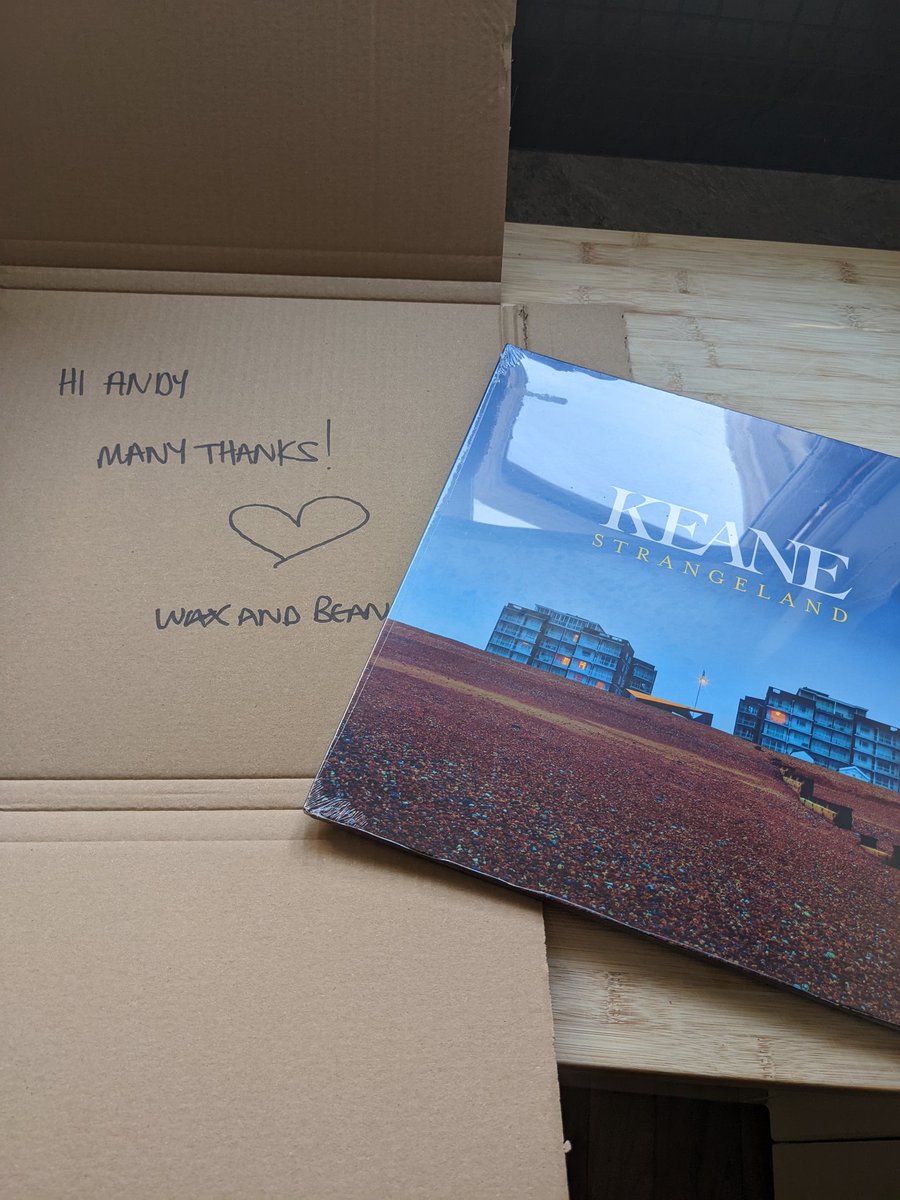 HI ANDY
MANY THANKS!
WAX AND BEAN
KEANE
STRANGELAND